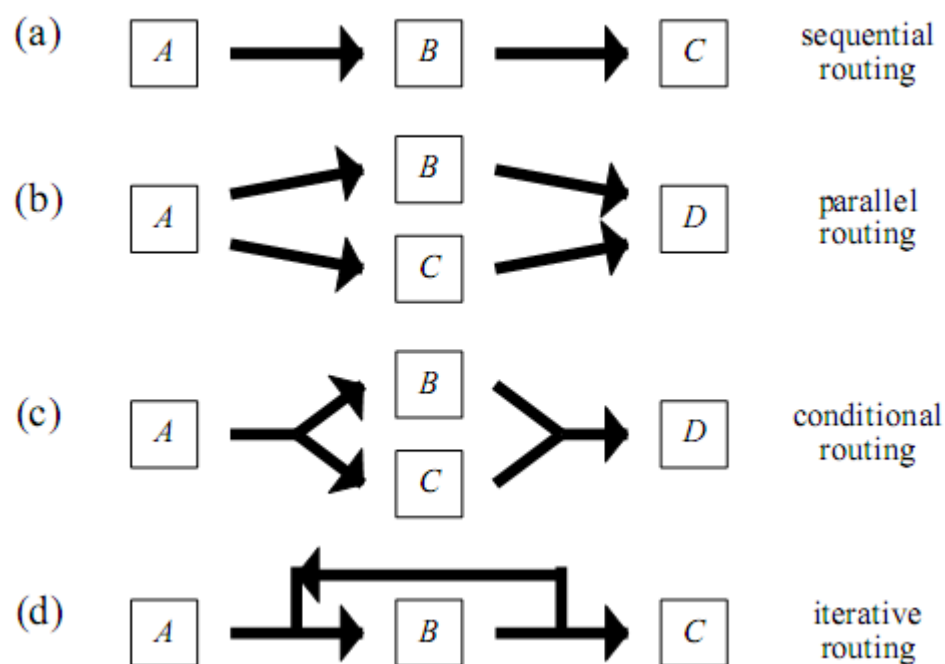 (a) A B C sequential
routing
B
(b) A D parallel
routing
C
B
(c) A D conditional
routing
C
(d) A B C iterative
routing